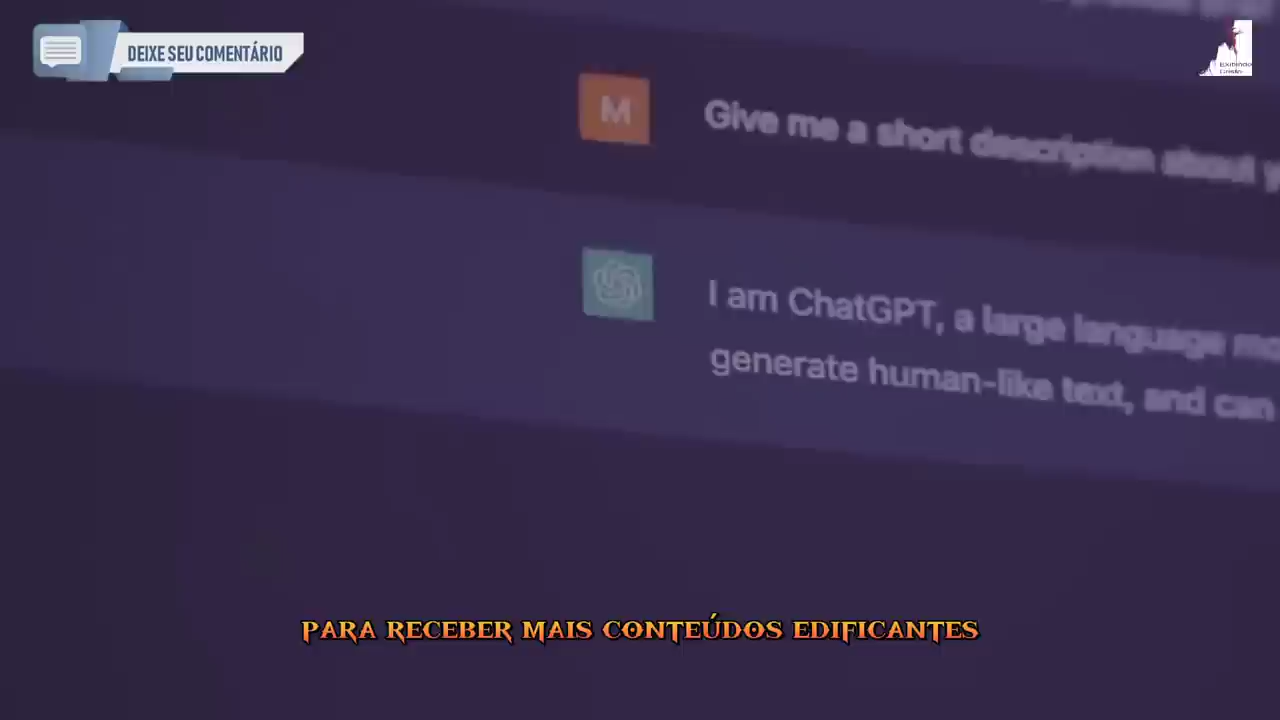 DEIXE SEU COMENTÁRIO
M
Give me a short description about
I am ChatGPT, a large language
generate human-like text, and can
PARA RECEBER MAIS CONTEÚDOS EDIFICANTES